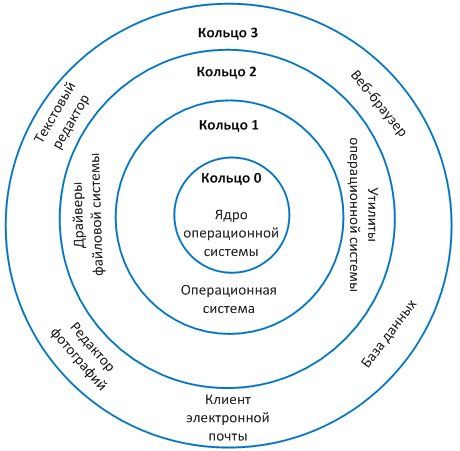 Кольцо 3
Кольцо 2
Кольцо 1
Кольцо 0
Ядро
операционной
системы
Операционная
система
Драйверы
файловой системы
Утилиты
операционной системы
Текстовый
редактор
Веб-браузер
Редактор
фотографий
База данных
Клиент
электронной
почты